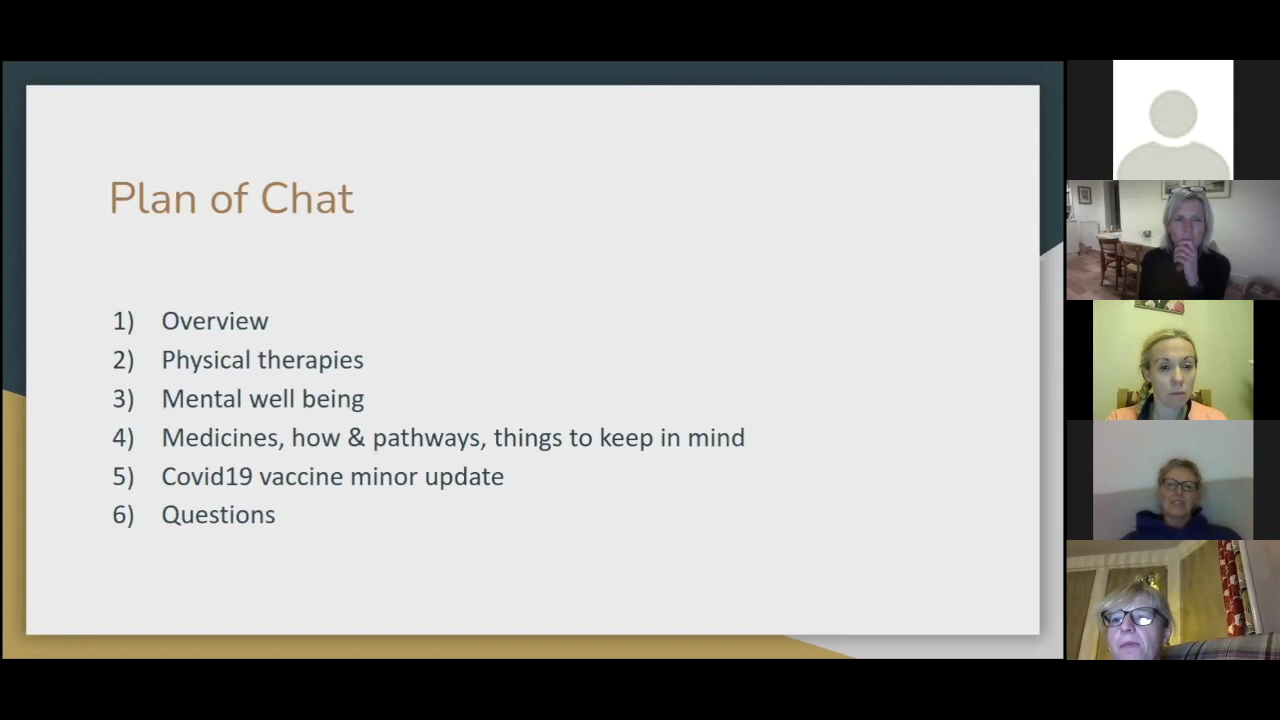 Plan of Chat
1) Overview
2) Physical therapies
3) Mental well being
4) Medicines, how & pathways, things to keep in mind
5) Covid19 vaccine minor update
6) Questions